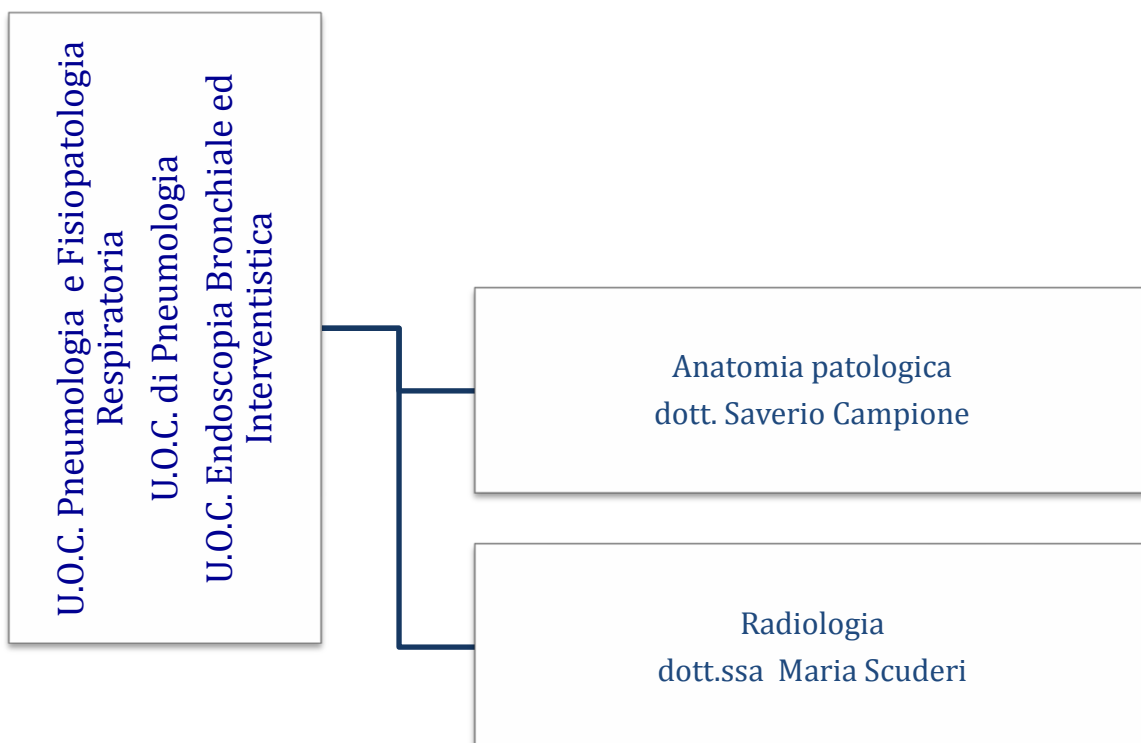 U.O.C. Pneumologia e Fisiopatologia
Respiratoria
U.O.C. di Pneumologia
U.O.C. Endoscopia Bronchiale ed
Interventistica
Anatomia patologica
dott. Saverio Campione
Radiologia
dott.ssa Maria Scuderi